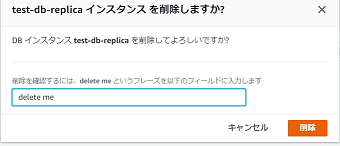 test-db-replica インスタンス を削除しますか?
DB インスタンス test-db-replica を削除してよろしいですか?
削除を確認するには、delete me というフレーズを以下のフィールドに入力します
delete me
キャンセル
削除